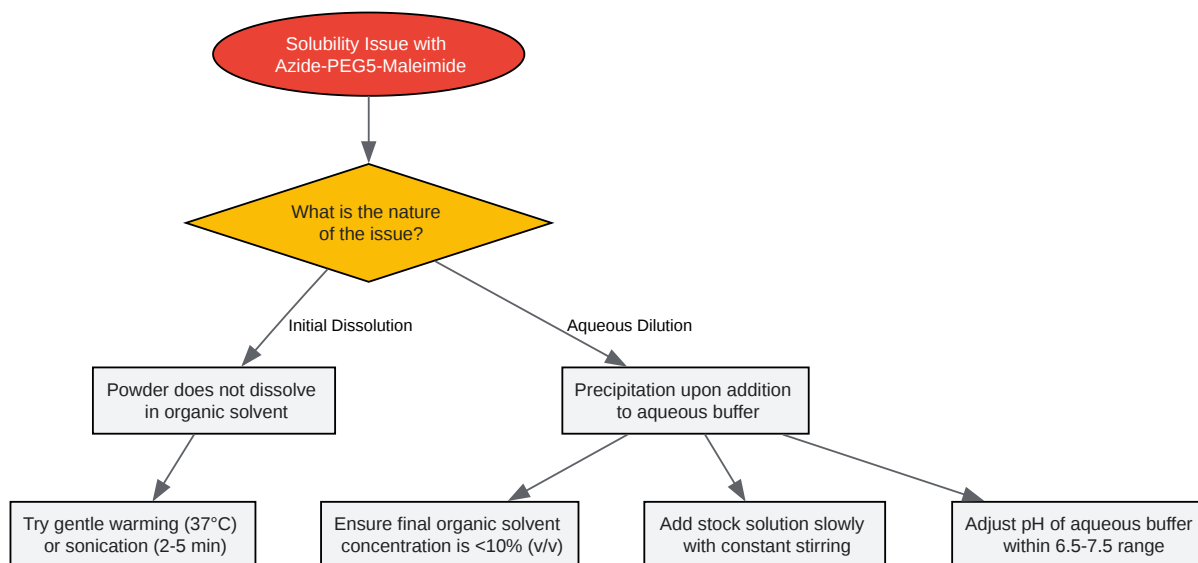 Solubility Issue with
Azide-PEG5-Maleimide
What is the nature
of the issue?
Initial Dissolution
Aqueous Dilution
Powder does not dissolve
in organic solvent
Precipitation upon addition
to aqueous buffer
Try gentle warming (37°C)
or sonication (2-5 min)
Ensure final organic solvent
concentration is <10% (v/v)
Add stock solution slowly
with constant stirring
Adjust pH of aqueous buffer
within 6.5-7.5 range